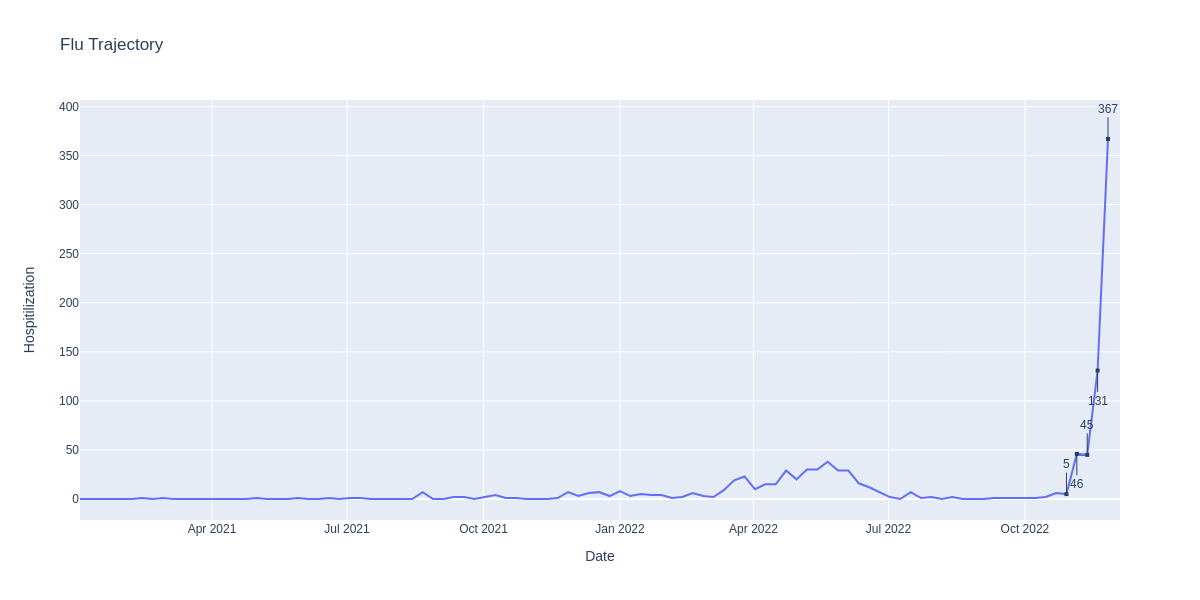 Flu Trajectory
Hospitilization
400
350
300
250
200
150
100
50
0
367
131
45
5
46
Apr 2021
Jul 2021
Oct 2021
Jan 2022
Apr 2022
Jul 2022
Oct 2022
Date